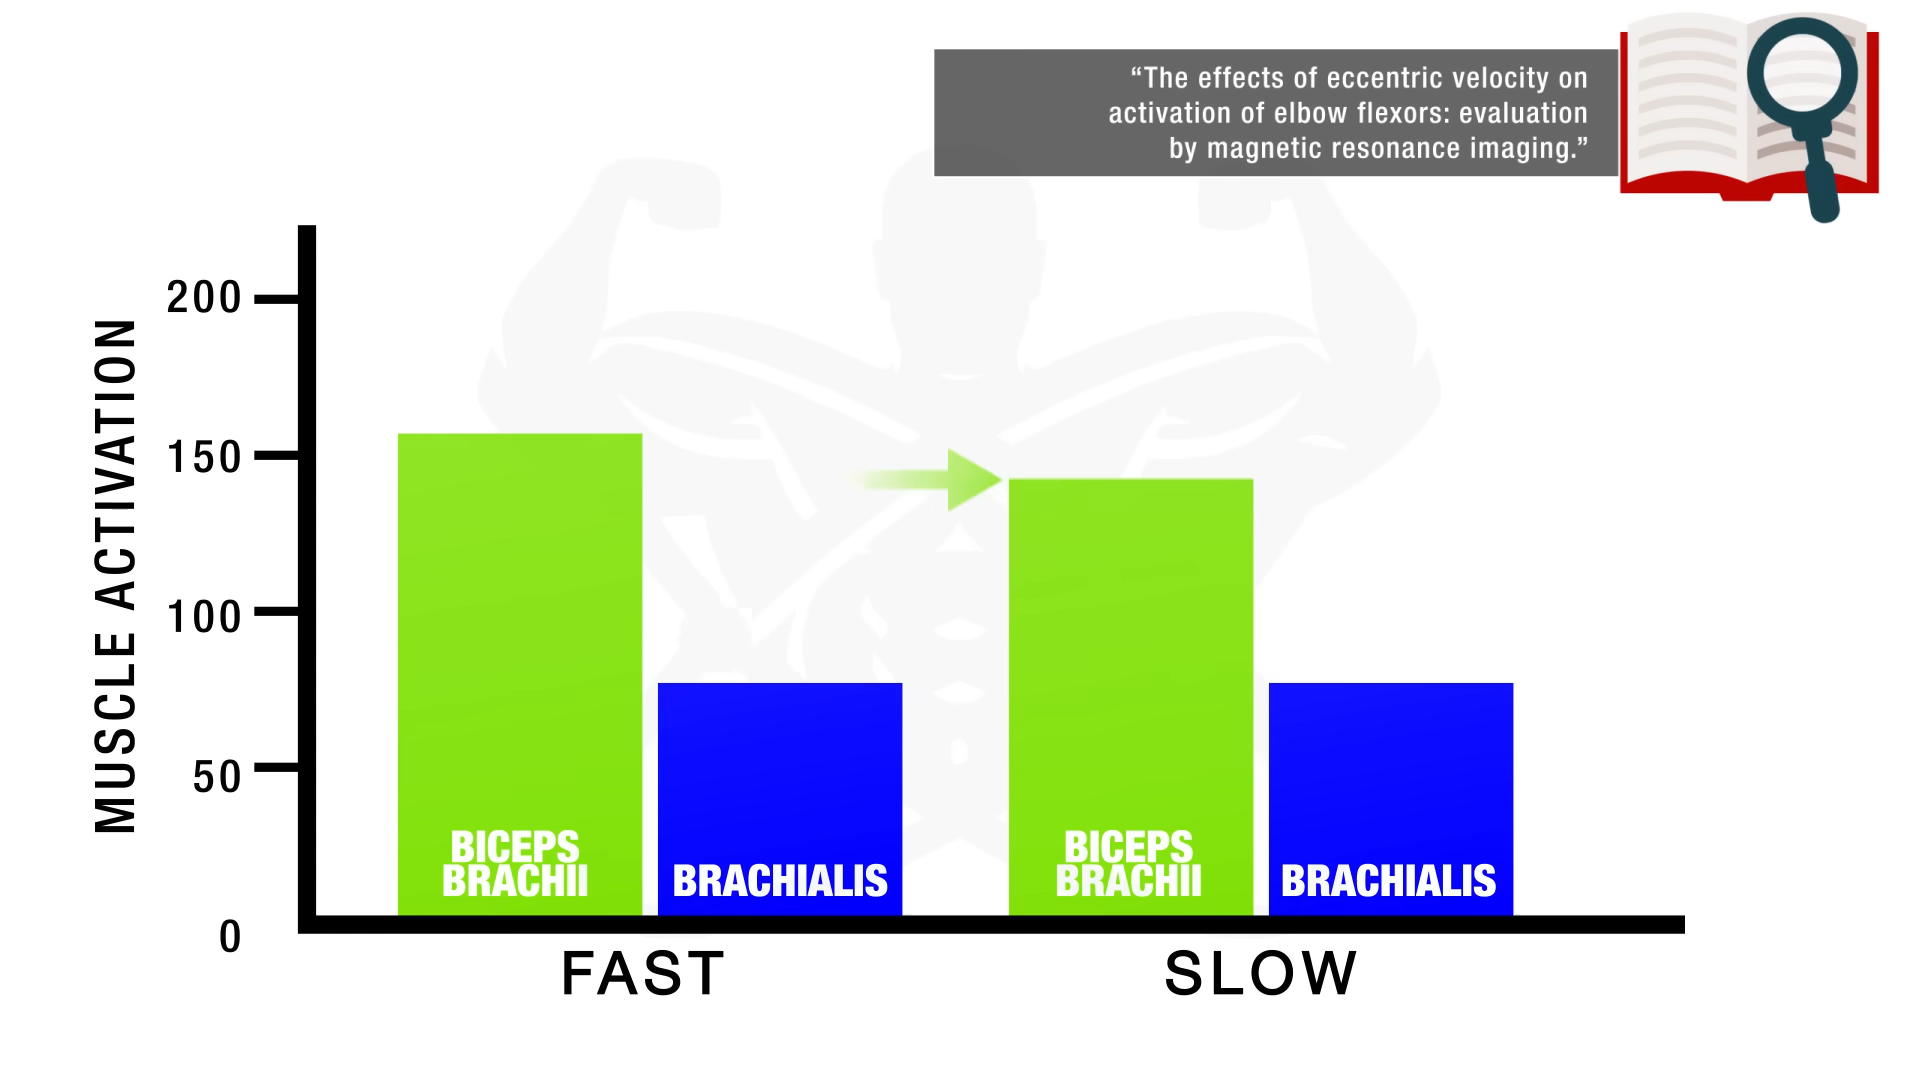 “The effects of eccentric velocity on
activation of elbow flexors: evaluation
by magnetic resonance imaging.”
MUSCLE ACTIVATION
200
150
100
50
0
BICEPS
BRACHII
BRACHIALIS
BICEPS
BRACHII
BRACHIALIS
FAST
SLOW